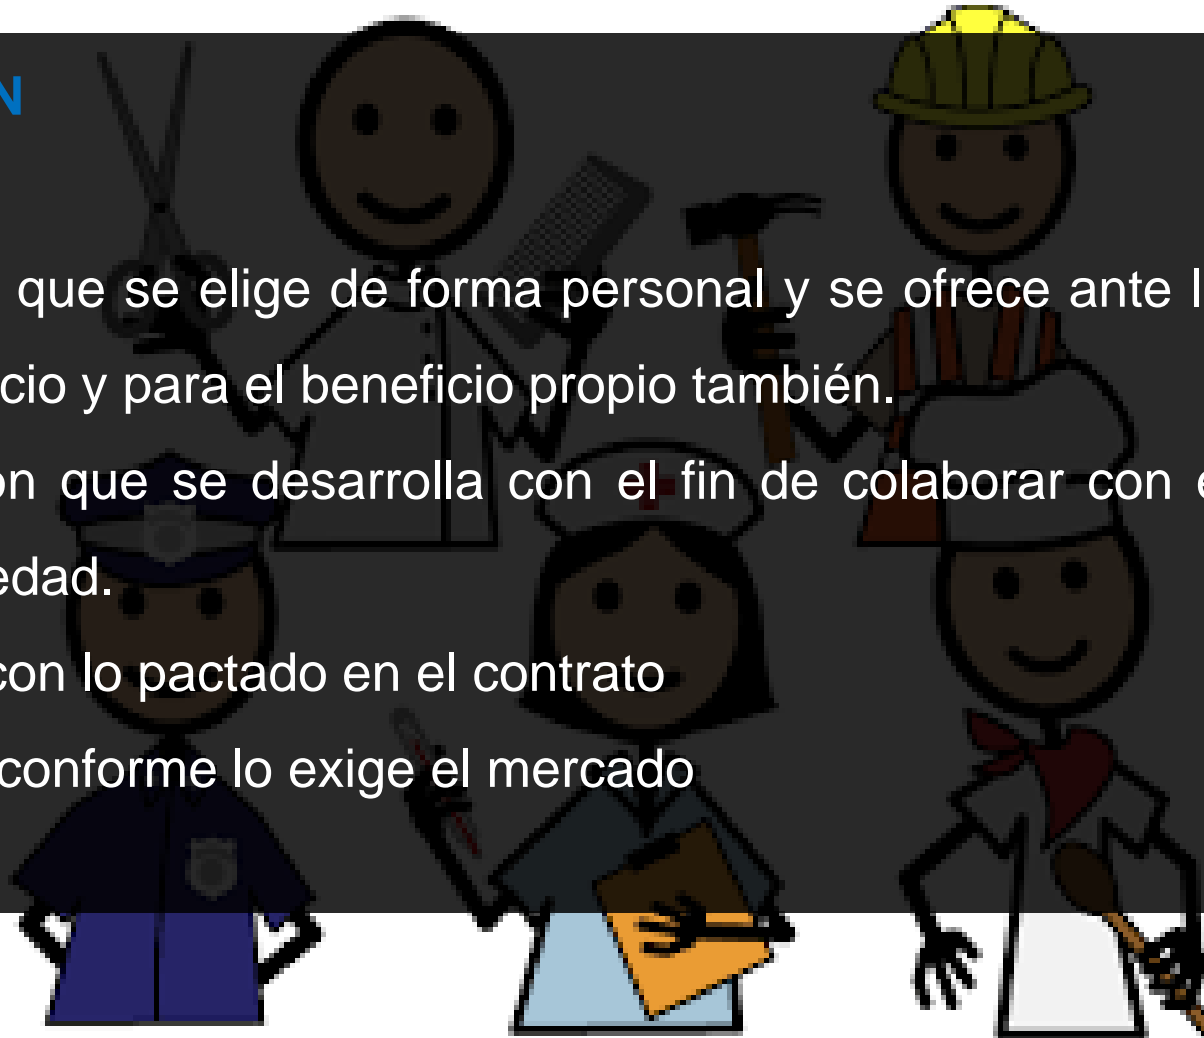 N
que se elige de forma personal y se ofrece ante l
cio y para el beneficio propio también.
ón que se desarrolla con el fin de colaborar con e
edad.
con lo pactado en el contrato
conforme lo exige el mercado